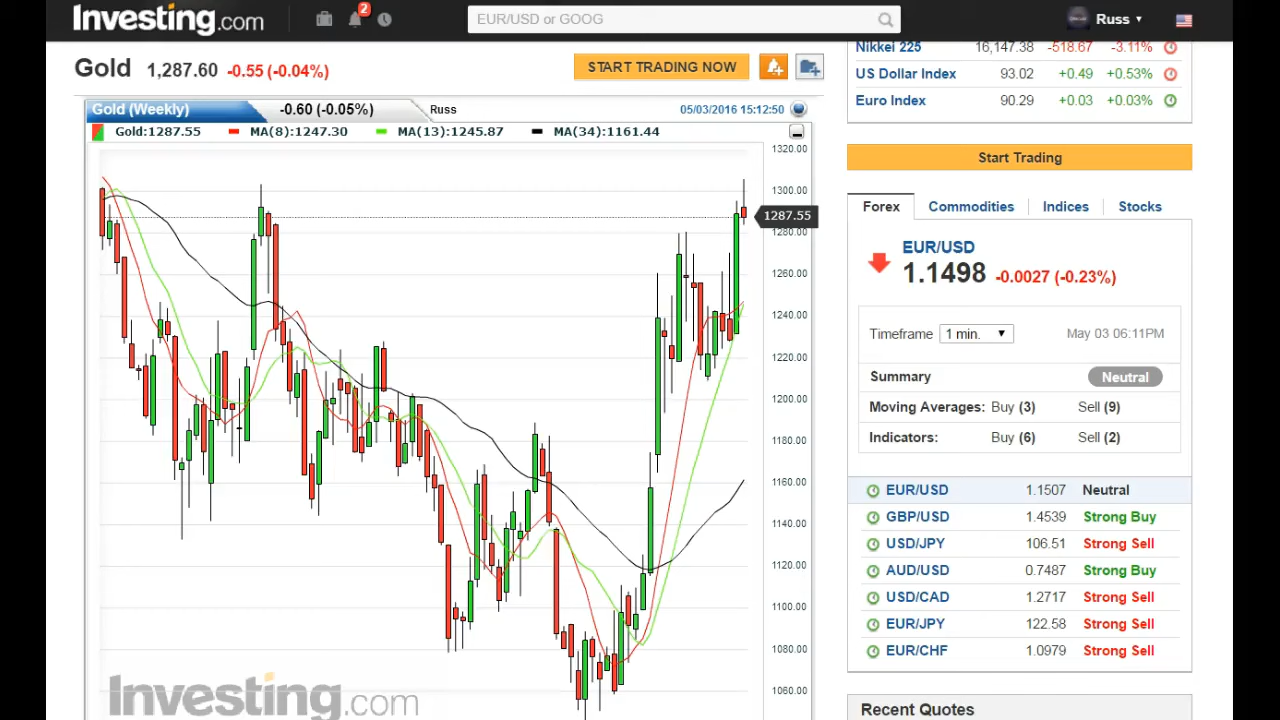 Investing.com
2
EUR/USD or GOOG
Russ ▼
Gold 1,287.60 -0.55 (-0.04%)
START TRADING NOW
Gold (Weekly)
-0.60 (-0.05%)
Russ
05/03/2016 15:12:50
Gold:1287.55 MA(8):1247.30 MA(13):1245.87 MA(34):1161.44
1320.00
1300.00
1287.55
1280.00
1260.00
1240.00
1220.00
1200.00
1180.00
1160.00
1140.00
1120.00
1100.00
1080.00
1060.00
Investing.com
Nikkei 225 16,147.38 -518.67 -3.11%
US Dollar Index 93.02 +0.49 +0.53%
Euro Index 90.29 +0.03 +0.03%
Start Trading
Forex Commodities Indices Stocks
EUR/USD
1.1498 -0.0027 (-0.23%)
Timeframe 1 min. ▼ May 03 06:11PM
Summary Neutral
Moving Averages: Buy (3) Sell (9)
Indicators: Buy (6) Sell (2)
EUR/USD 1.1507 Neutral
GBP/USD 1.4539 Strong Buy
USD/JPY 106.51 Strong Sell
AUD/USD 0.7487 Strong Buy
USD/CAD 1.2717 Strong Sell
EUR/JPY 122.58 Strong Sell
EUR/CHF 1.0979 Strong Sell
Recent Quotes